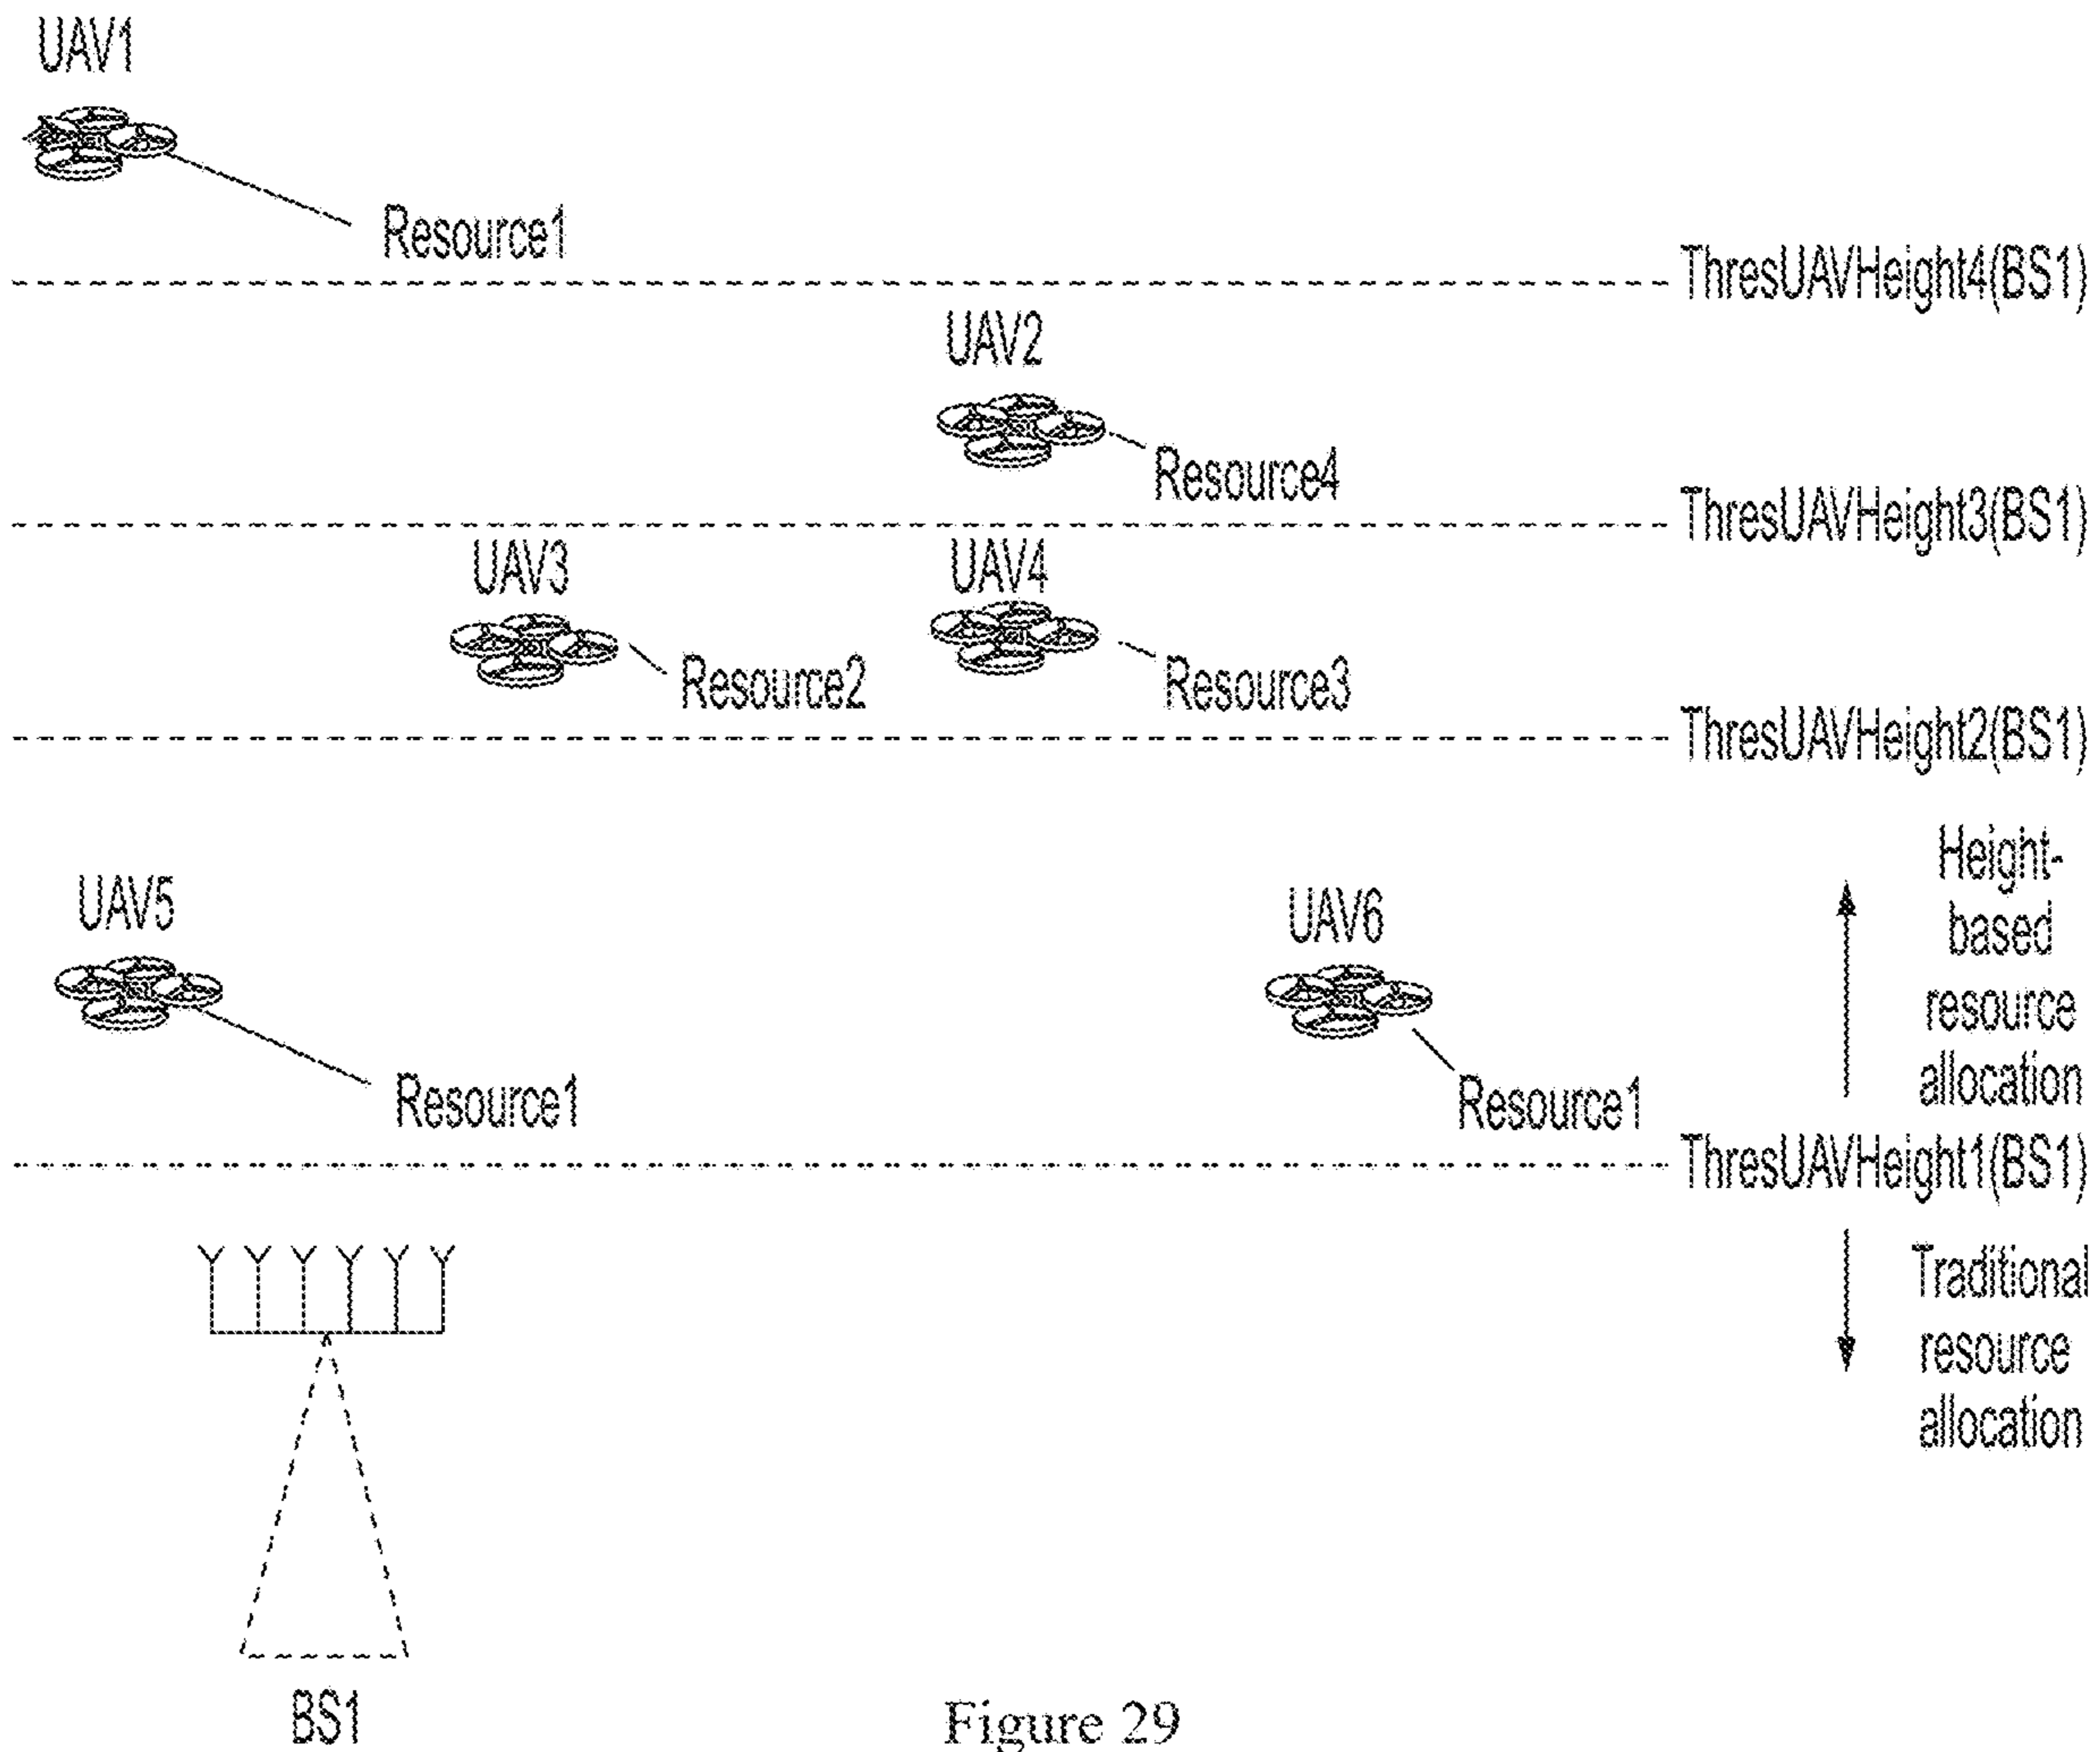 UAV1
Resource1
ThresUAVHeight4(BS1)
UAV2
Resource4
ThresUAVHeight3(BS1)
UAV3
UAV4
Resource2
Resource3
ThresUAVHeight2(BS1)
Height-
based
resource
allocation
UAV5
UAV6
Resource1
Resource1
ThresUAVHeight1(BS1)
Traditional
resource
allocation
BS1
Figure 29